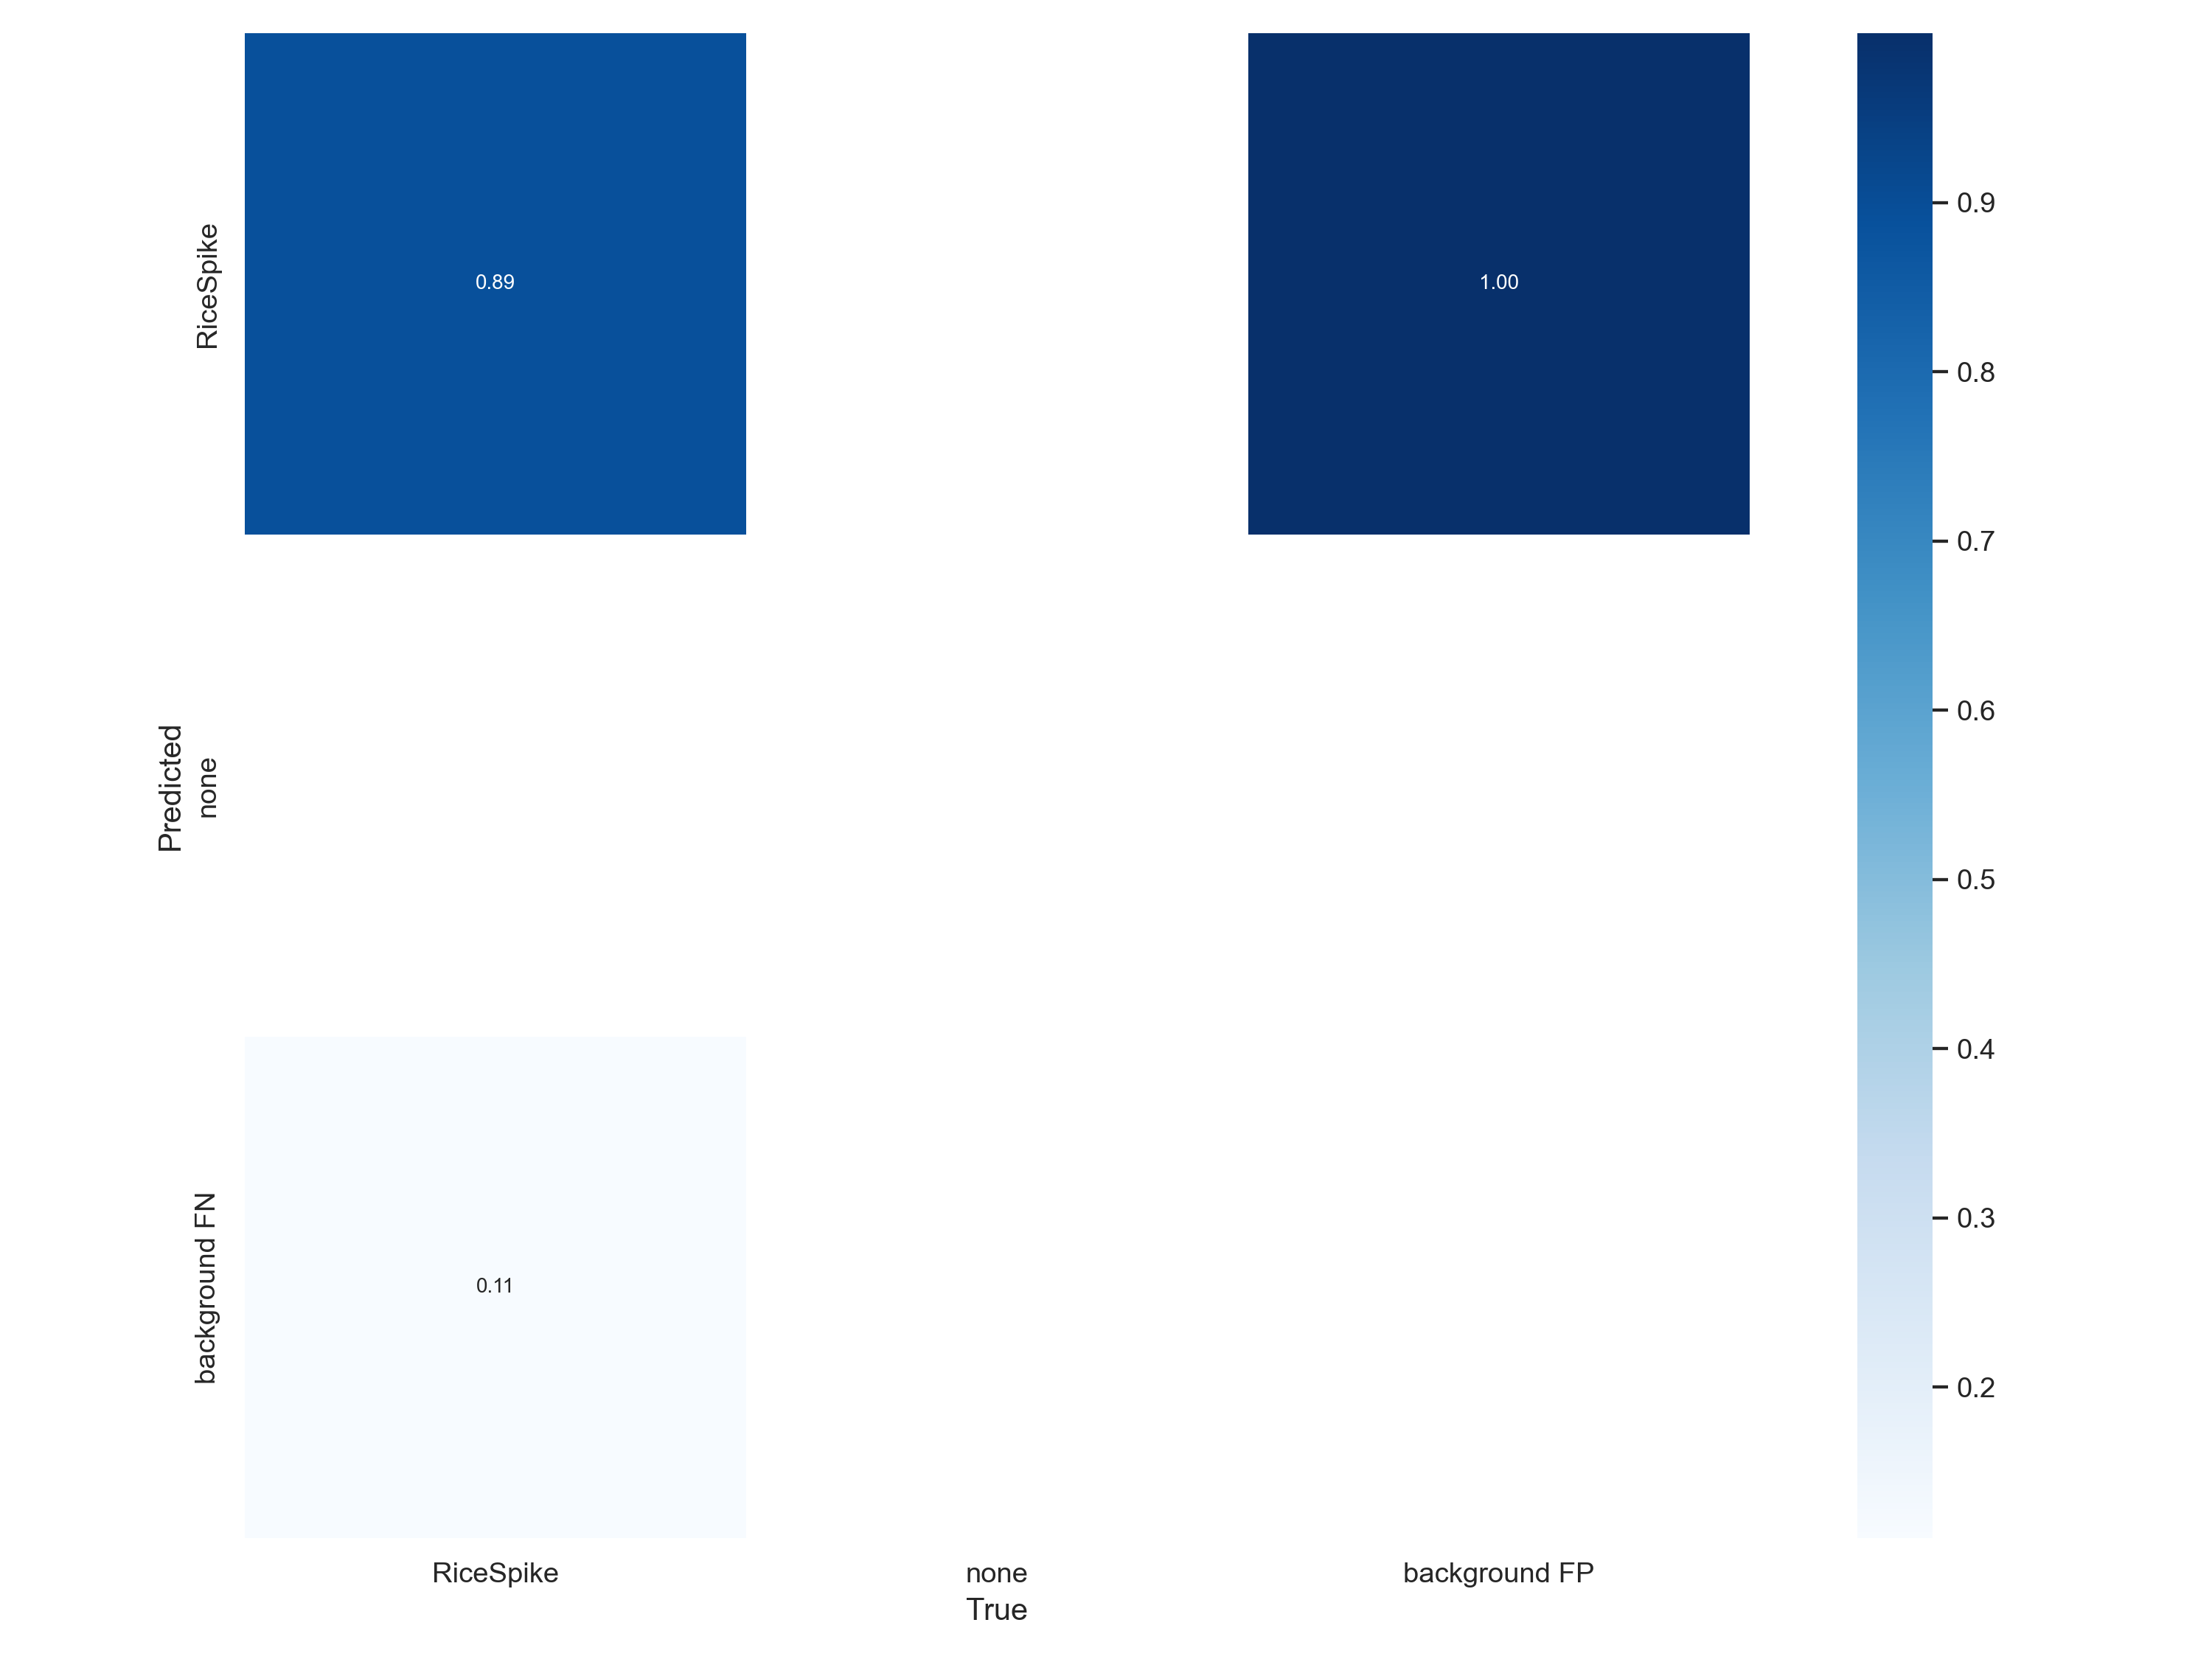 RiceSpike
0.89
1.00
Predicted
none
background FN
0.11
RiceSpike
none
background FP
True
0.9
0.8
0.7
0.6
0.5
0.4
0.3
0.2